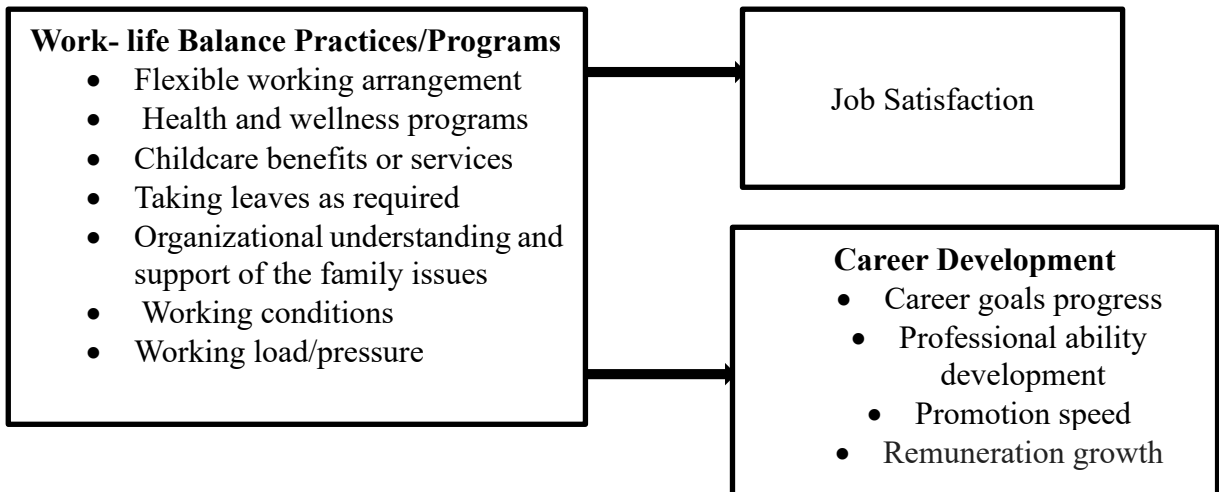 Work- life Balance Practices/Programs
• Flexible working arrangement
• Health and wellness programs
• Childcare benefits or services
• Taking leaves as required
• Organizational understanding and
support of the family issues
• Working conditions
• Working load/pressure
Job Satisfaction
Career Development
• Career goals progress
• Professional ability
development
• Promotion speed
• Remuneration growth